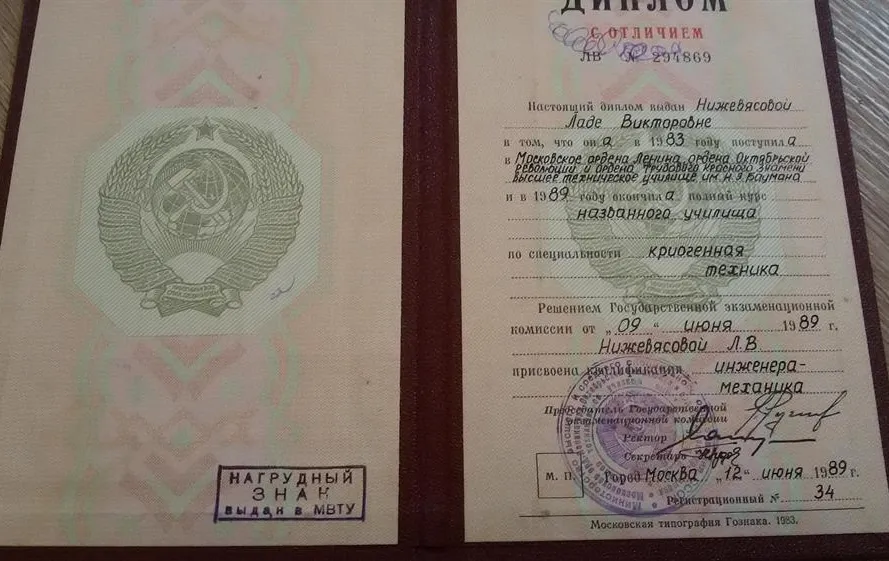 НАГРУДНЫЙ
ЗНАК
выдан в МВТУ
ДИПЛОМ
С ОТЛИЧИЕМ
ЛВ № 294869
Настоящий диплом выдан Нижевясовой
Ладе Викторовне
в том, что она в 1983 году поступила
в Московское ордена Ленина, ордена Октябрьской
Революции и ордена Трудового Красного Знамени
высшее техническое училище им. Н.Э. Баумана
и в 1989 году окончила полный курс
названного училища
по специальности криогенная
техника
Решением Государственной экзаменационной
комиссии от „09“ июня 1989 г.
Нижевясовой Л.В
присвоена квалификация инженера-
механика
Председатель Государственной
экзаменационной комиссии
Ректор
Секретарь
М. П. Город Москва „12“ июня 1989 г.
Регистрационный № 34
Московская типография Гознака. 1983.